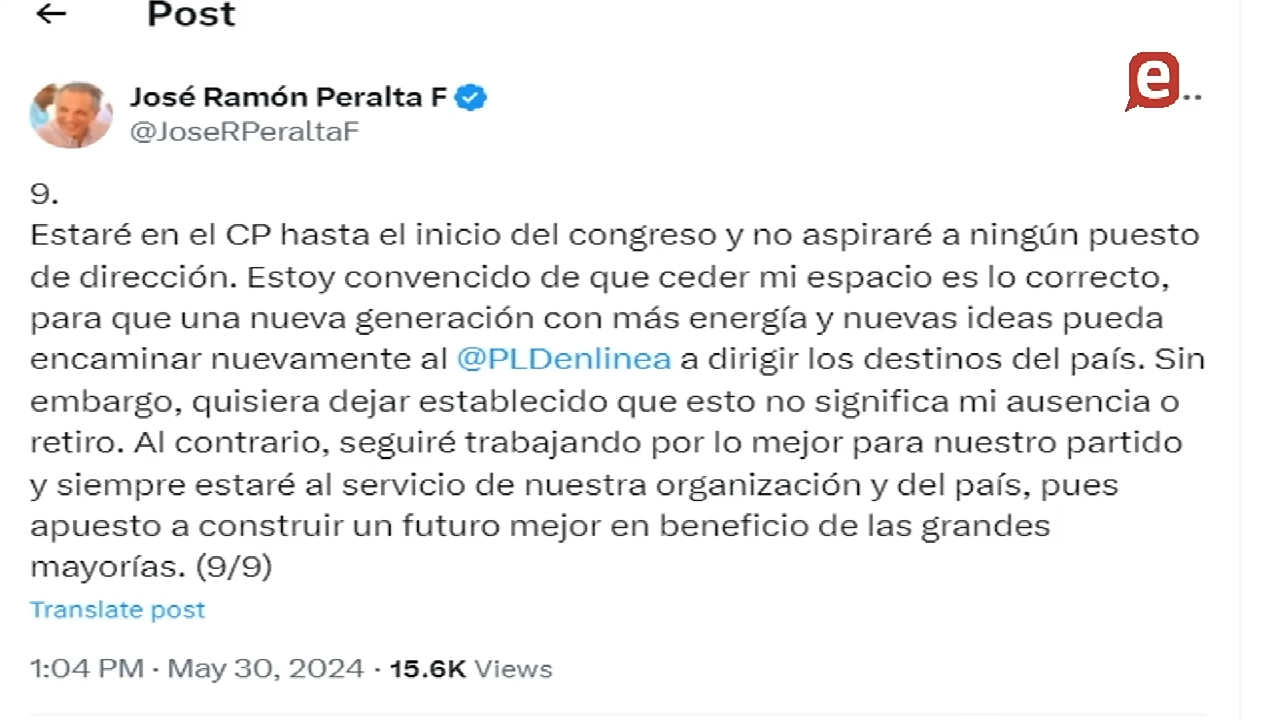 Post
José Ramón Peralta F
@JoseRPeraltaF
e
9.
Estaré en el CP hasta el inicio del congreso y no aspiraré a ningún puesto
de dirección. Estoy convencido de que ceder mi espacio es lo correcto,
para que una nueva generación con más energía y nuevas ideas pueda
encaminar nuevamente al @PLDenlinea a dirigir los destinos del país. Sin
embargo, quisiera dejar establecido que esto no significa mi ausencia o
retiro. Al contrario, seguiré trabajando por lo mejor para nuestro partido
y siempre estaré al servicio de nuestra organización y del país, pues
apuesto a construir un futuro mejor en beneficio de las grandes
mayorías. (9/9)
Translate post
1:04 PM · May 30, 2024 · 15.6K Views